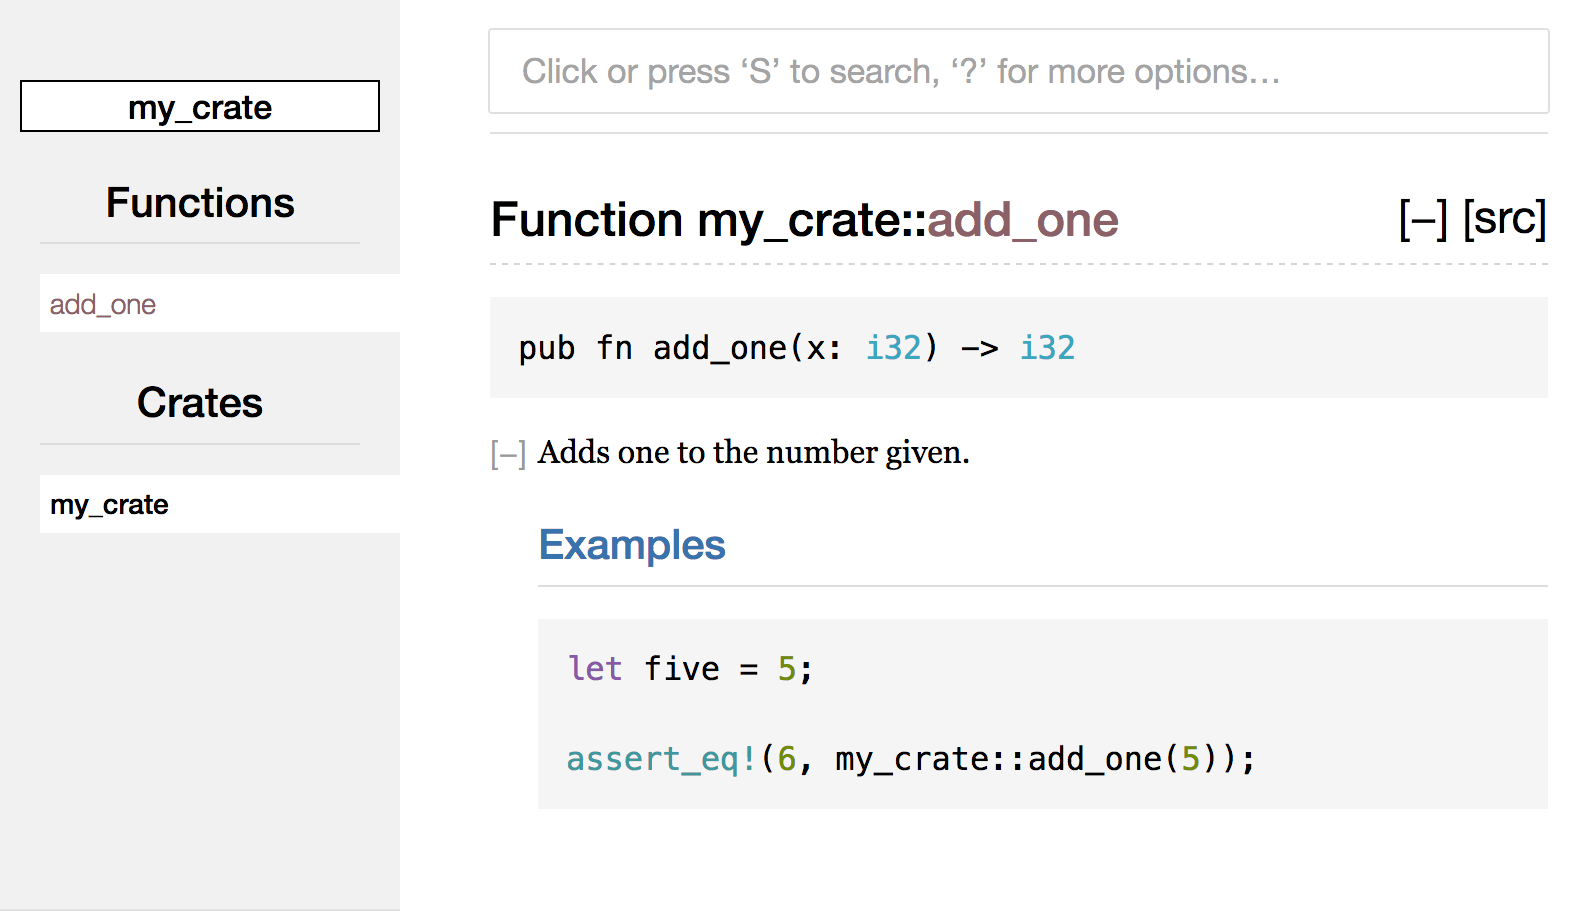 my_crate
Functions
add_one
Crates
my_crate
Click or press ‘S’ to search, ‘?’ for more options…
Function my_crate::add_one [−] [src]
pub fn add_one(x: i32) -> i32
[−] Adds one to the number given.
Examples
let five = 5;
assert_eq!(6, my_crate::add_one(5));